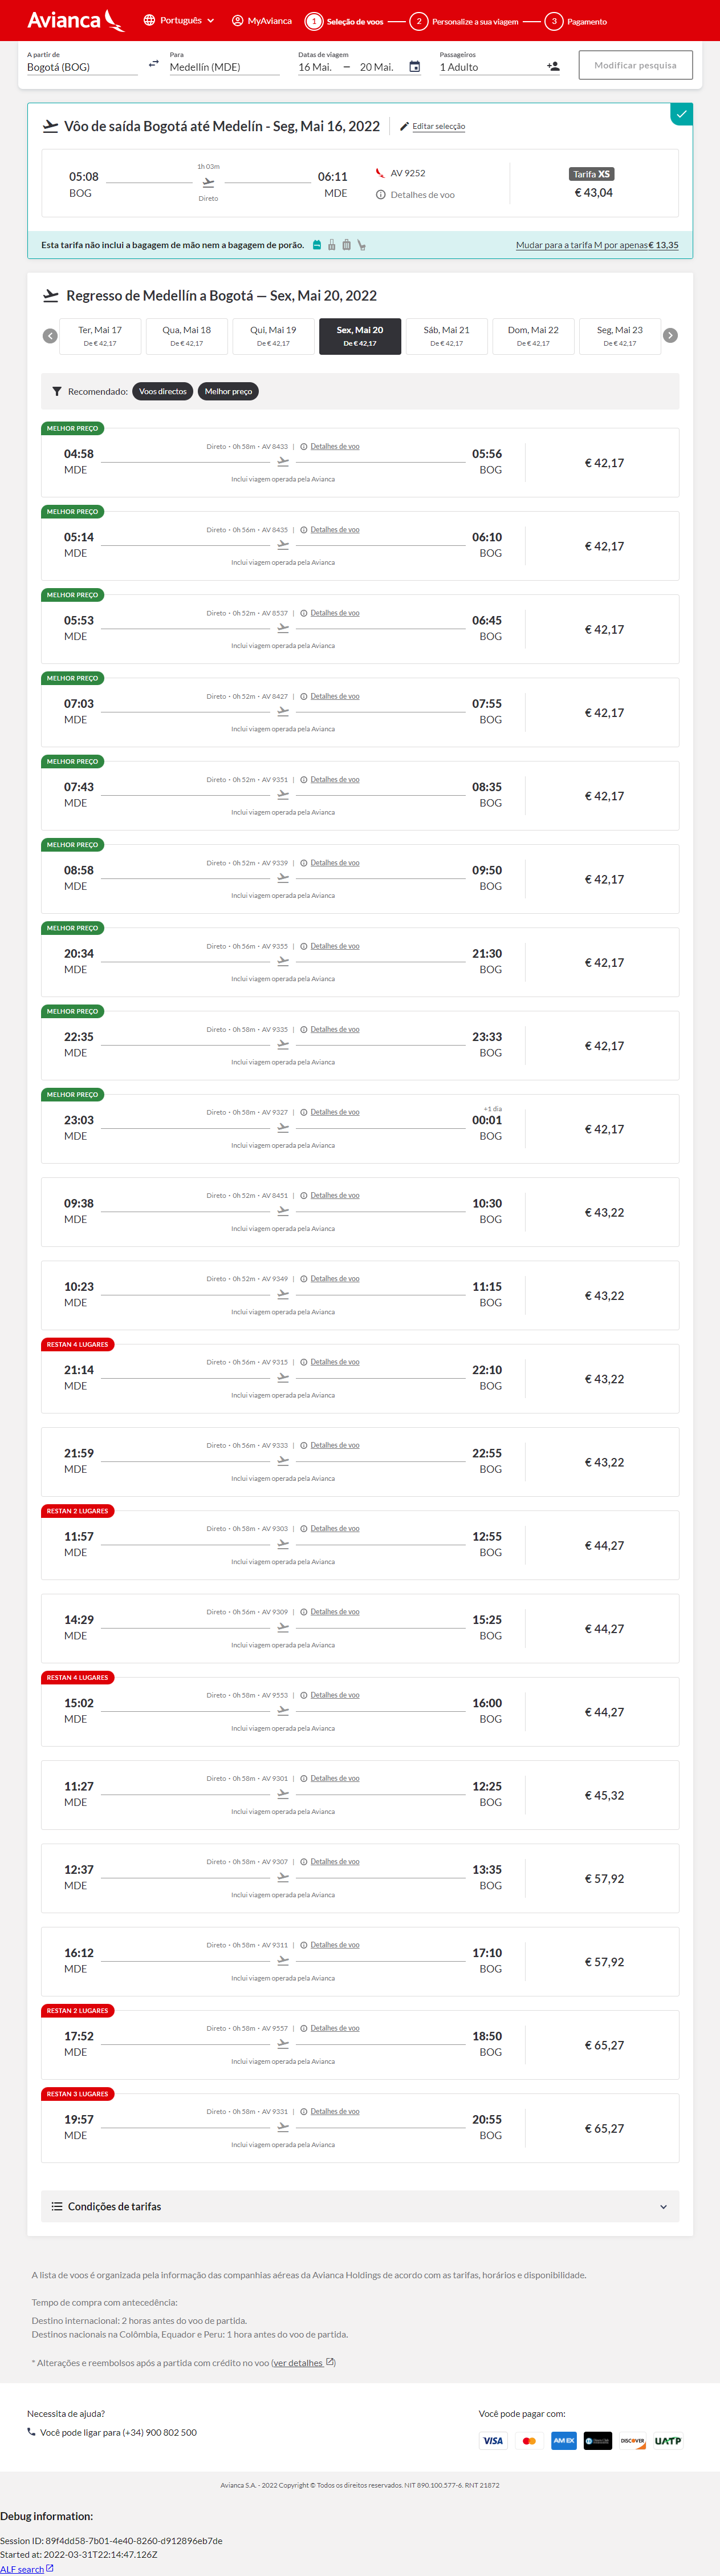 Avianca
Português
MyAvianca
1 Seleção de voos
2 Personalize a sua viagem
3 Pagamento
A partir de
Bogotá (BOG)
Para
Medellín (MDE)
Datas de viagem
16 Mai. – 20 Mai.
Passageiros
1 Adulto
Modificar pesquisa
Vôo de saída Bogotá até Medelín - Seg, Mai 16, 2022
Editar selecção
05:08
BOG
1h 03m
Direto
06:11
MDE
AV 9252
Detalhes de voo
Tarifa XS
€ 43,04
Esta tarifa não inclui a bagagem de mão nem a bagagem de porão.
Mudar para a tarifa M por apenas€ 13,35
Regresso de Medellín a Bogotá — Sex, Mai 20, 2022
Ter, Mai 17
De € 42,17
Qua, Mai 18
De € 42,17
Qui, Mai 19
De € 42,17
Sex, Mai 20
De € 42,17
Sáb, Mai 21
De € 42,17
Dom, Mai 22
De € 42,17
Seg, Mai 23
De € 42,17
Recomendado:
Voos directos
Melhor preço
MELHOR PREÇO
04:58
MDE
Direto • 0h 58m • AV 8433 | Detalhes de voo
Inclui viagem operada pela Avianca
05:56
BOG
€ 42,17
MELHOR PREÇO
05:14
MDE
Direto • 0h 56m • AV 8435 | Detalhes de voo
Inclui viagem operada pela Avianca
06:10
BOG
€ 42,17
MELHOR PREÇO
05:53
MDE
Direto • 0h 52m • AV 8537 | Detalhes de voo
Inclui viagem operada pela Avianca
06:45
BOG
€ 42,17
MELHOR PREÇO
07:03
MDE
Direto • 0h 52m • AV 8427 | Detalhes de voo
Inclui viagem operada pela Avianca
07:55
BOG
€ 42,17
MELHOR PREÇO
07:43
MDE
Direto • 0h 52m • AV 9351 | Detalhes de voo
Inclui viagem operada pela Avianca
08:35
BOG
€ 42,17
MELHOR PREÇO
08:58
MDE
Direto • 0h 52m • AV 9339 | Detalhes de voo
Inclui viagem operada pela Avianca
09:50
BOG
€ 42,17
MELHOR PREÇO
20:34
MDE
Direto • 0h 56m • AV 9355 | Detalhes de voo
Inclui viagem operada pela Avianca
21:30
BOG
€ 42,17
MELHOR PREÇO
22:35
MDE
Direto • 0h 58m • AV 9335 | Detalhes de voo
Inclui viagem operada pela Avianca
23:33
BOG
€ 42,17
MELHOR PREÇO
23:03
MDE
Direto • 0h 58m • AV 9327 | Detalhes de voo
Inclui viagem operada pela Avianca
+1 dia
00:01
BOG
€ 42,17
09:38
MDE
Direto • 0h 52m • AV 8451 | Detalhes de voo
Inclui viagem operada pela Avianca
10:30
BOG
€ 43,22
10:23
MDE
Direto • 0h 52m • AV 9349 | Detalhes de voo
Inclui viagem operada pela Avianca
11:15
BOG
€ 43,22
RESTAN 4 LUGARES
21:14
MDE
Direto • 0h 56m • AV 9315 | Detalhes de voo
Inclui viagem operada pela Avianca
22:10
BOG
€ 43,22
21:59
MDE
Direto • 0h 56m • AV 9333 | Detalhes de voo
Inclui viagem operada pela Avianca
22:55
BOG
€ 43,22
RESTAN 2 LUGARES
11:57
MDE
Direto • 0h 58m • AV 9303 | Detalhes de voo
Inclui viagem operada pela Avianca
12:55
BOG
€ 44,27
14:29
MDE
Direto • 0h 56m • AV 9309 | Detalhes de voo
Inclui viagem operada pela Avianca
15:25
BOG
€ 44,27
RESTAN 4 LUGARES
15:02
MDE
Direto • 0h 58m • AV 9553 | Detalhes de voo
Inclui viagem operada pela Avianca
16:00
BOG
€ 44,27
11:27
MDE
Direto • 0h 58m • AV 9301 | Detalhes de voo
Inclui viagem operada pela Avianca
12:25
BOG
€ 45,32
12:37
MDE
Direto • 0h 58m • AV 9307 | Detalhes de voo
Inclui viagem operada pela Avianca
13:35
BOG
€ 57,92
16:12
MDE
Direto • 0h 58m • AV 9311 | Detalhes de voo
Inclui viagem operada pela Avianca
17:10
BOG
€ 57,92
RESTAN 2 LUGARES
17:52
MDE
Direto • 0h 58m • AV 9557 | Detalhes de voo
Inclui viagem operada pela Avianca
18:50
BOG
€ 65,27
RESTAN 3 LUGARES
19:57
MDE
Direto • 0h 58m • AV 9331 | Detalhes de voo
Inclui viagem operada pela Avianca
20:55
BOG
€ 65,27
Condições de tarifas
A lista de voos é organizada pela informação das companhias aéreas da Avianca Holdings de acordo com as tarifas, horários e disponibilidade.
Tempo de compra com antecedência:
Destino internacional: 2 horas antes do voo de partida.
Destinos nacionais na Colômbia, Equador e Peru: 1 hora antes do voo de partida.
* Alterações e reembolsos após a partida com crédito no voo (ver detalhes )
Necessita de ajuda?
Você pode ligar para (+34) 900 802 500
Você pode pagar com:
VISA
AMEX
DISCOVER
UATP
Avianca S.A. - 2022 Copyright © Todos os direitos reservados. NIT 890.100.577-6. RNT 21872
Debug information:
Session ID: 89f4dd58-7b01-4e40-8260-d912896eb7de
Started at: 2022-03-31T22:14:47.126Z
ALF search